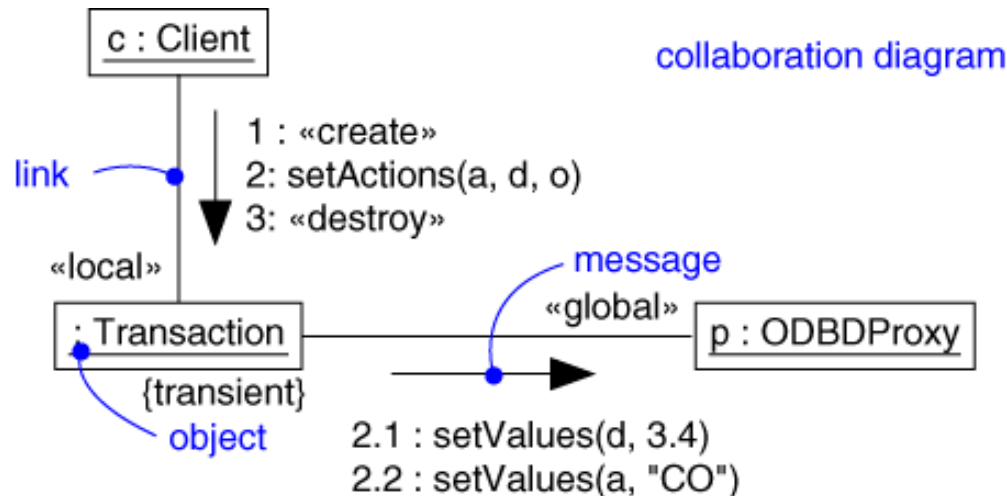 c : Client
collaboration diagram
1 : «create»
link
2: setActions(a, d, o)
3: «destroy»
«local»
message
«global»
: Transaction
p : ODBDProxy
{transient}
object
2.1 : setValues(d, 3.4)
2.2 : setValues(a, "CO")